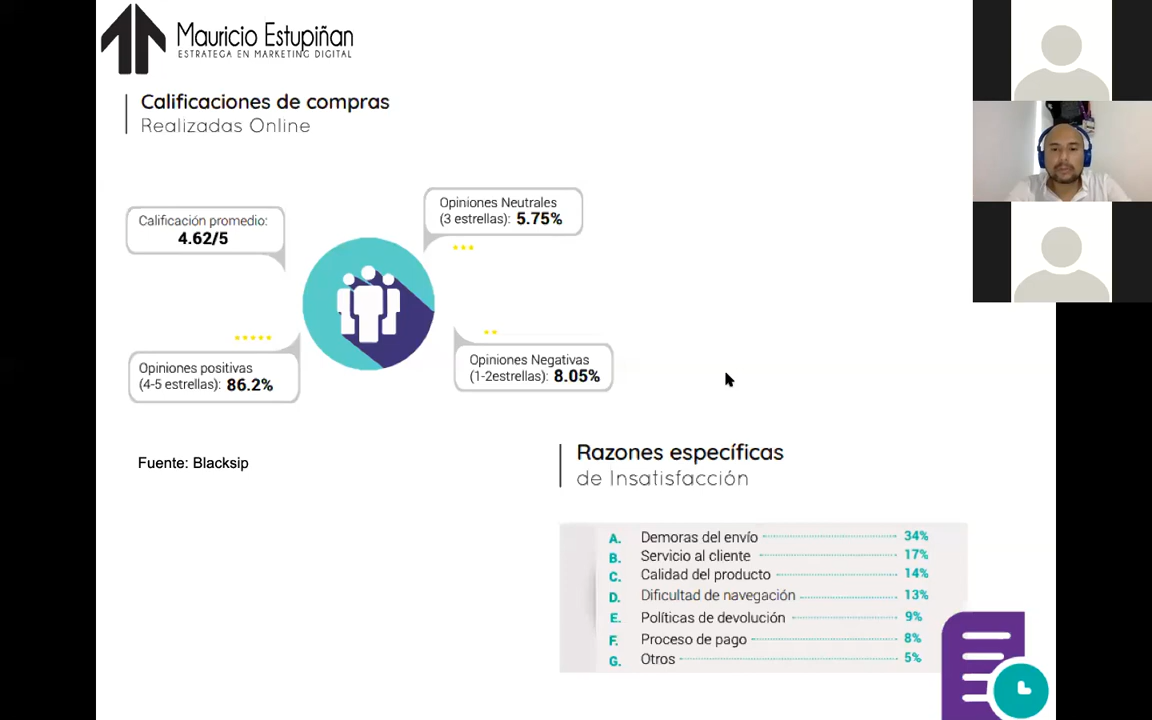 Mauricio Estupiñan
ESTRATEGA EN MARKETING DIGITAL
Calificaciones de compras
Realizadas Online
Calificación promedio:
4.62/5
Opiniones Neutrales
(3 estrellas): 5.75%
Opiniones positivas
(4-5 estrellas): 86.2%
Opiniones Negativas
(1-2estrellas): 8.05%
Fuente: Blacksip
Razones específicas
de Insatisfacción
A. Demoras del envío 34%
B. Servicio al cliente 17%
C. Calidad del producto 14%
D. Dificultad de navegación 13%
E. Políticas de devolución 9%
F. Proceso de pago 8%
G. Otros 5%